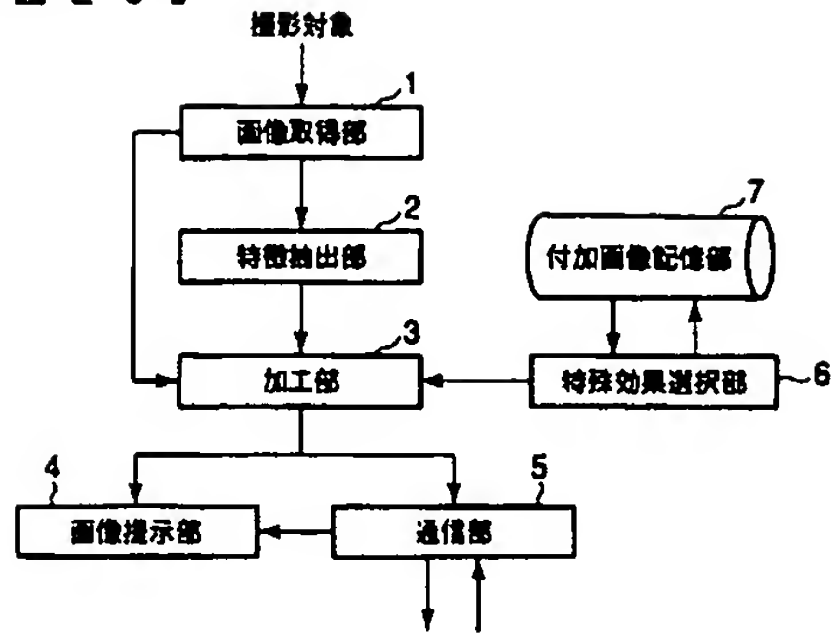 撮影対象
1
画像取得部
2
特徴抽出部
7
付加画像記憶部
3
加工部
特殊効果選択部
6
4
画像提示部
5
通信部